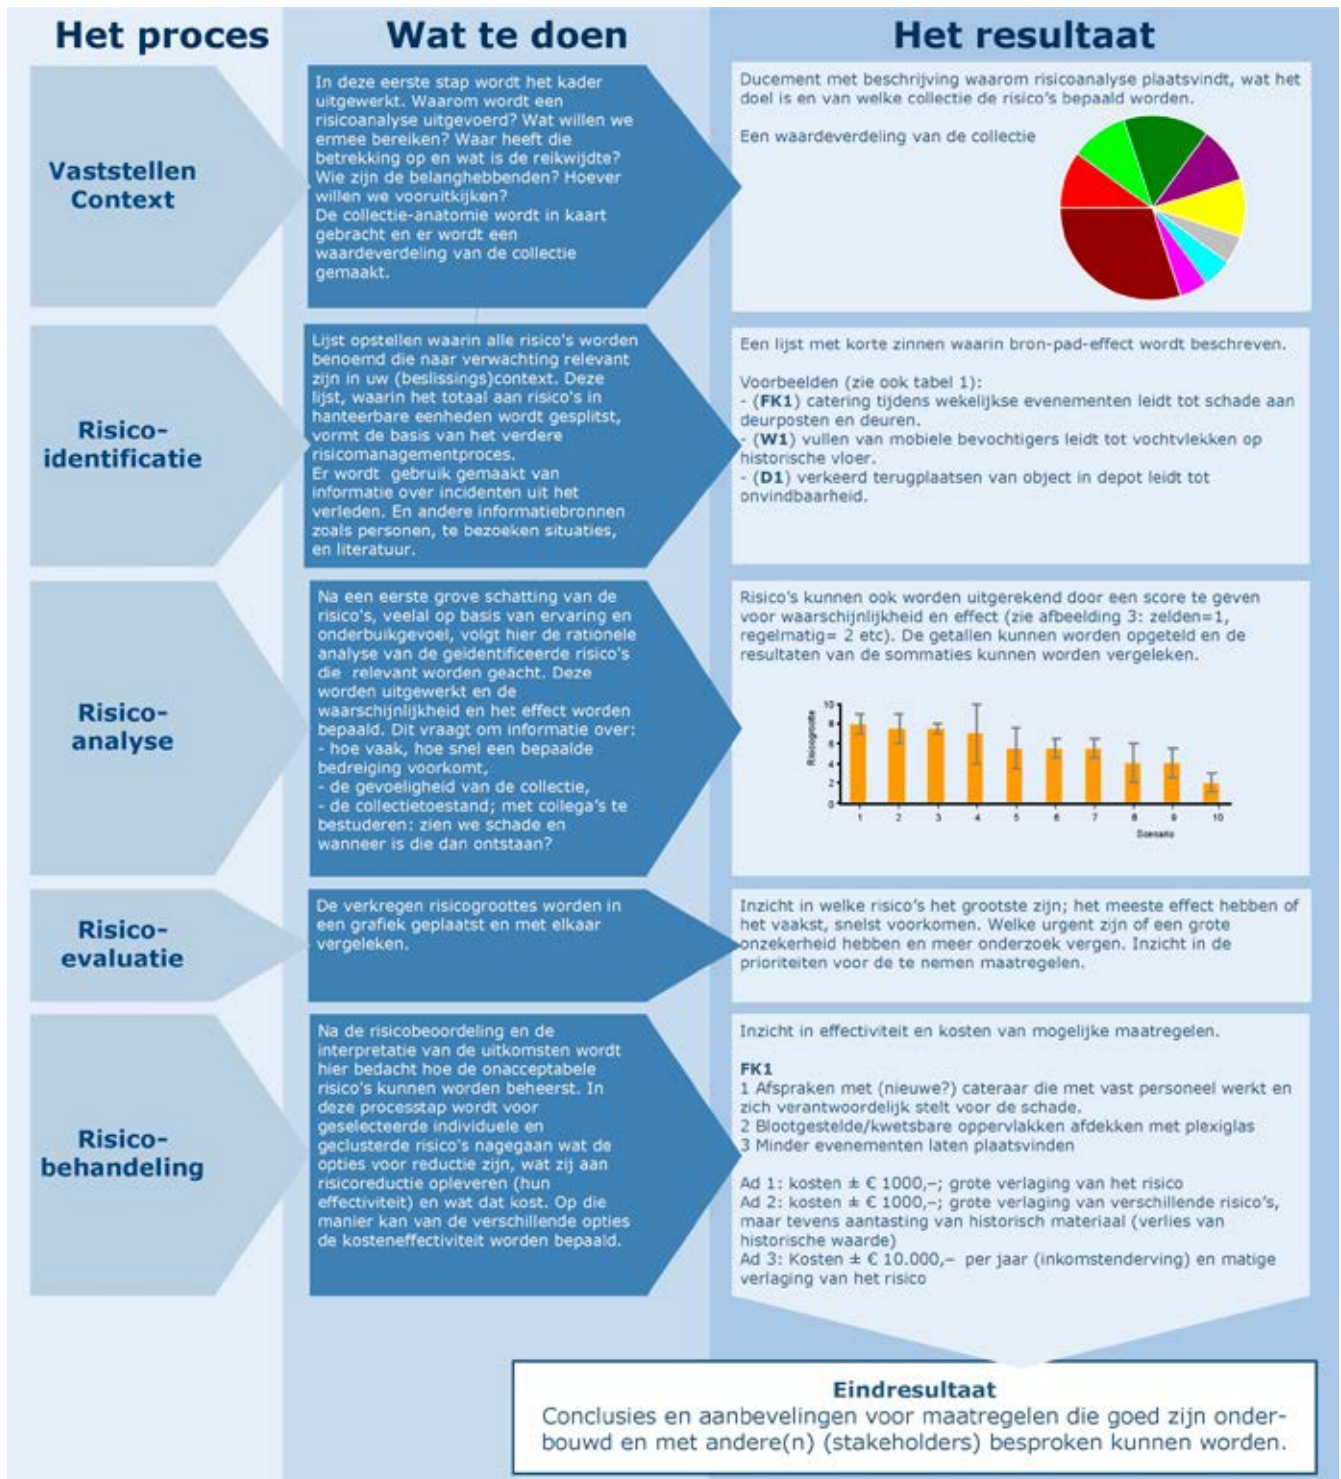 Het proces
Wat te doen
Het resultaat
Vaststellen
Context
In deze eerste stap wordt het kader
uitgewerkt. Waarom wordt een
risicoanalyse uitgevoerd? Wat willen we
ermee bereiken? Waar heeft die
betrekking op en wat is de reikwijdte?
Wie zijn de belanghebbenden? Hoever
willen we vooruitkijken?
De collectie-anatomie wordt in kaart
gebracht en er wordt een
waardeverdeling van de collectie
gemaakt.
Ducement met beschrijving waarom risicoanalyse plaatsvindt, wat het
doel is en van welke collectie de risico's bepaald worden.
Een waardeverdeling van de collectie
Risico-
identificatie
Lijst opstellen waarin alle risico's worden
benoemd die naar verwachting relevant
zijn in uw (beslissings)context. Deze
lijst, waarin het totaal aan risico's in
hanteerbare eenheden wordt gesplitst,
vormt de basis van het verdere
risicomanagementproces.
Er wordt gebruik gemaakt van
informatie over incidenten uit het
verleden. En andere informatiebronnen
zoals personen, te bezoeken situaties,
en literatuur.
Een lijst met korte zinnen waarin bron-pad-effect wordt beschreven.
Voorbeelden (zie ook tabel 1):
- (FK1) catering tijdens wekelijkse evenementen leidt tot schade aan
deurposten en deuren.
- (W1) vullen van mobiele bevochtigers leidt tot vochtvlekken op
historische vloer.
- (D1) verkeerd terugplaatsen van object in depot leidt tot
onvindbaarheid.
Risico-
analyse
Na een eerste grove schatting van de
risico's, veelal op basis van ervaring en
onderbuikgevoel, volgt hier de rationele
analyse van de geïdentificeerde risico's
die relevant worden geacht. Deze
worden uitgewerkt en de
waarschijnlijkheid en het effect worden
bepaald. Dit vraagt om informatie over:
- hoe vaak, hoe snel een bepaalde
bedreiging voorkomt,
- de gevoeligheid van de collectie,
- de collectietoestand; met collega's te
bestuderen: zien we schade en
wanneer is die dan ontstaan?
Risico's kunnen ook worden uitgerekend door een score te geven
voor waarschijnlijkheid en effect (zie afbeelding 3: zelden=1,
regelmatig= 2 etc). De getallen kunnen worden opgeteld en de
resultaten van de sommaties kunnen worden vergeleken.
Risicogrootte
10
8
6
4
2
0
1 2 3 4 5 6 7 8 9 10
Scenario
Risico-
evaluatie
De verkregen risicogroottes worden in
een grafiek geplaatst en met elkaar
vergeleken.
Inzicht in welke risico's het grootste zijn; het meeste effect hebben of
het vaakst, snelst voorkomen. Welke urgent zijn of een grote
onzekerheid hebben en meer onderzoek vergen. Inzicht in de
prioriteiten voor de te nemen maatregelen.
Risico-
behandeling
Na de risicobeoordeling en de
interpretatie van de uitkomsten wordt
hier bedacht hoe de onacceptabele
risico's kunnen worden beheerst. In
deze processtap wordt voor
geselecteerde individuele en
geclusterde risico's nagegaan wat de
opties voor reductie zijn, wat zij aan
risicoreductie opleveren (hun
effectiviteit) en wat dat kost. Op die
manier kan van de verschillende opties
de kosteneffectiviteit worden bepaald.
Inzicht in effectiviteit en kosten van mogelijke maatregelen.
FK1
1 Afspraken met (nieuwe?) cateraar die met vast personeel werkt en
zich verantwoordelijk stelt voor de schade.
2 Blootgestelde/kwetsbare oppervlakken afdekken met plexiglas
3 Minder evenementen laten plaatsvinden
Ad 1: kosten ± € 1000,–; grote verlaging van het risico
Ad 2: kosten ± € 1000,–; grote verlaging van verschillende risico's,
maar tevens aantasting van historisch materiaal (verlies van
historische waarde)
Ad 3: Kosten ± € 10.000,– per jaar (inkomstenderving) en matige
verlaging van het risico
Eindresultaat
Conclusies en aanbevelingen voor maatregelen die goed zijn onder-
bouwd en met andere(n) (stakeholders) besproken kunnen worden.